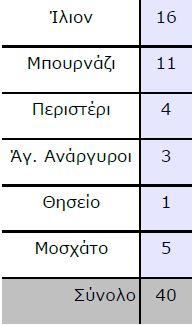 Ίλιον 16
Μπουρνάζι 11
Περιστέρι 4
Άγ. Ανάργυροι 3
Θησείο 1
Μοσχάτο 5
Σύνολο 40